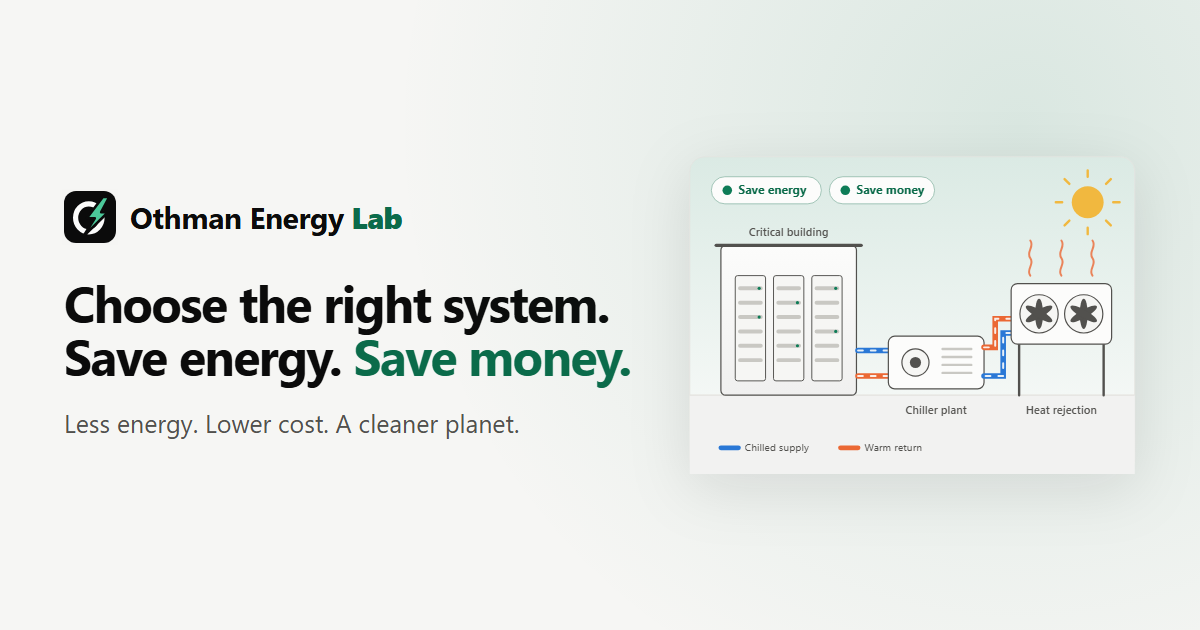 Othman Energy Lab
Choose the right system.
Save energy. Save money.
Less energy. Lower cost. A cleaner planet.
Save energy
Save money
Critical building
Chiller plant
Heat rejection
Chilled supply
Warm return